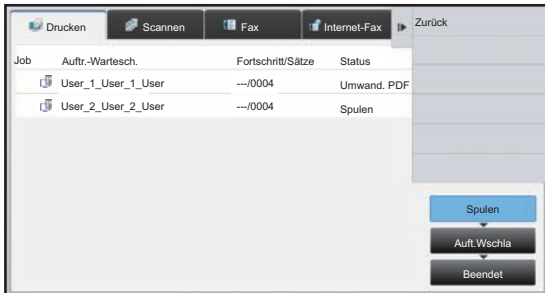 Drucken Scannen Fax Internet-Fax Zurück
Job Auftr.-Wartesch. Fortschritt/Sätze Status
User_1_User_1_User ---/0004 Umwand. PDF
User_2_User_2_User ---/0004 Spulen
Spulen
Auft.Wschla
Beendet